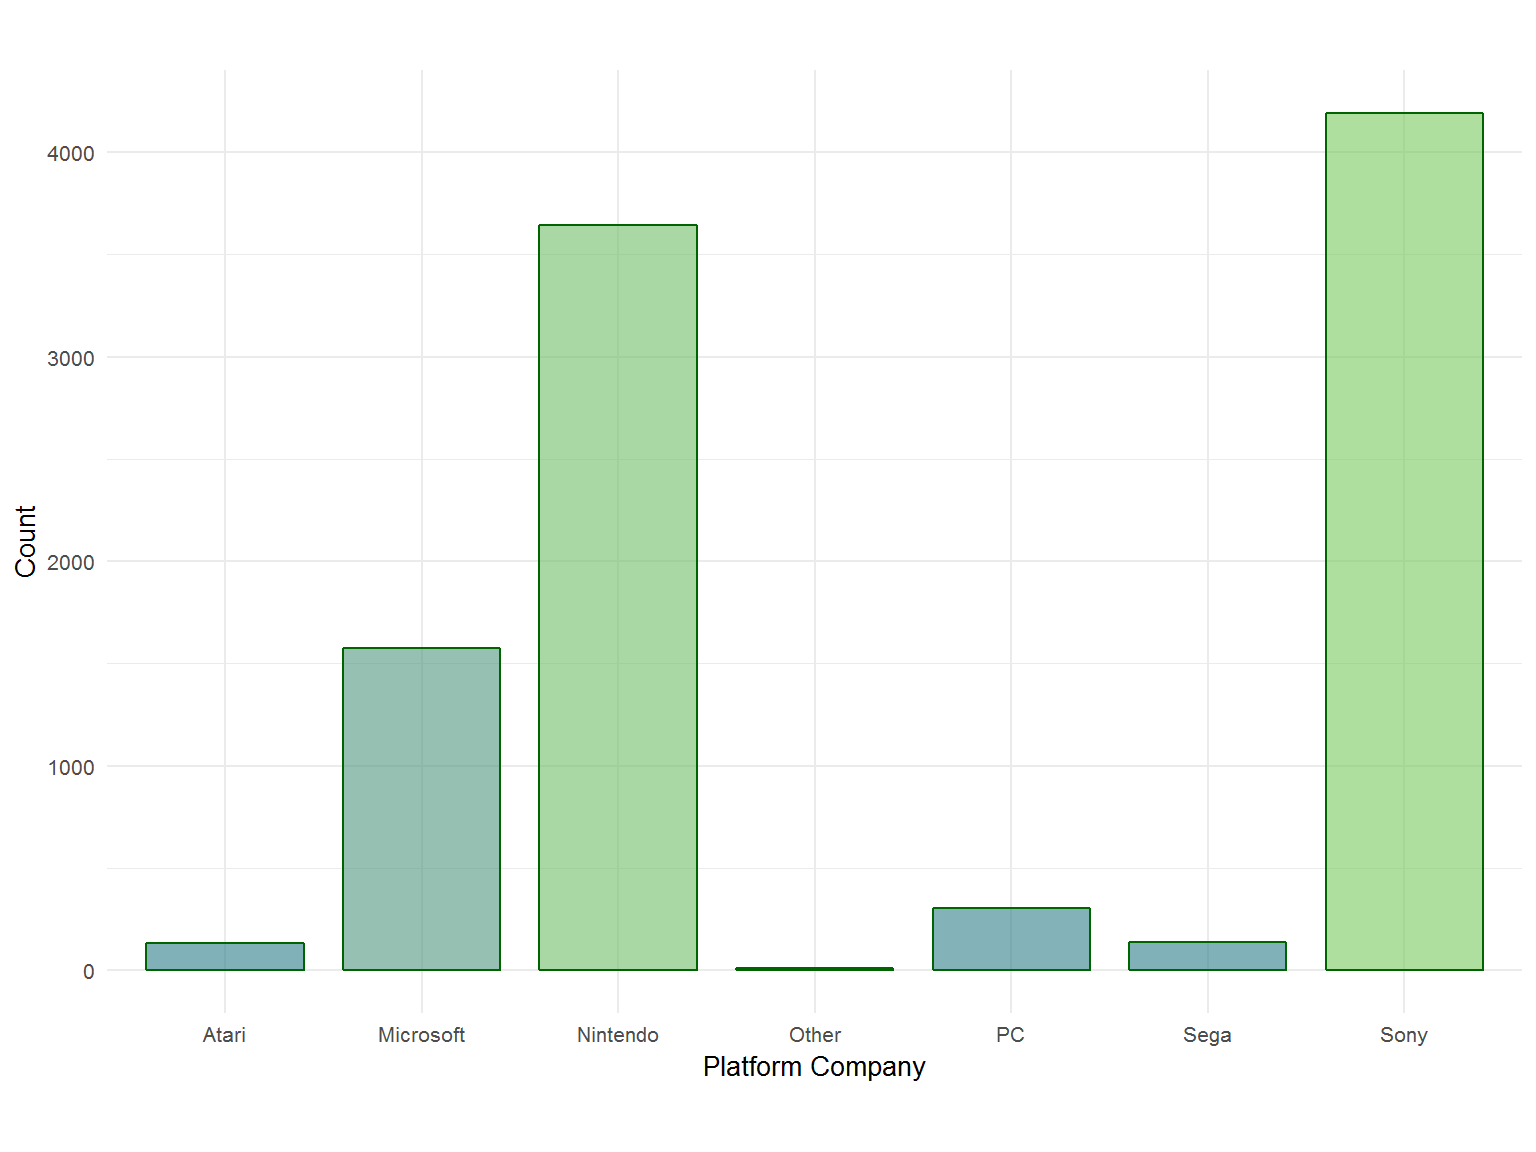 4000
3000
2000
1000
0
Count
Atari Microsoft Nintendo Other PC Sega Sony
Platform Company